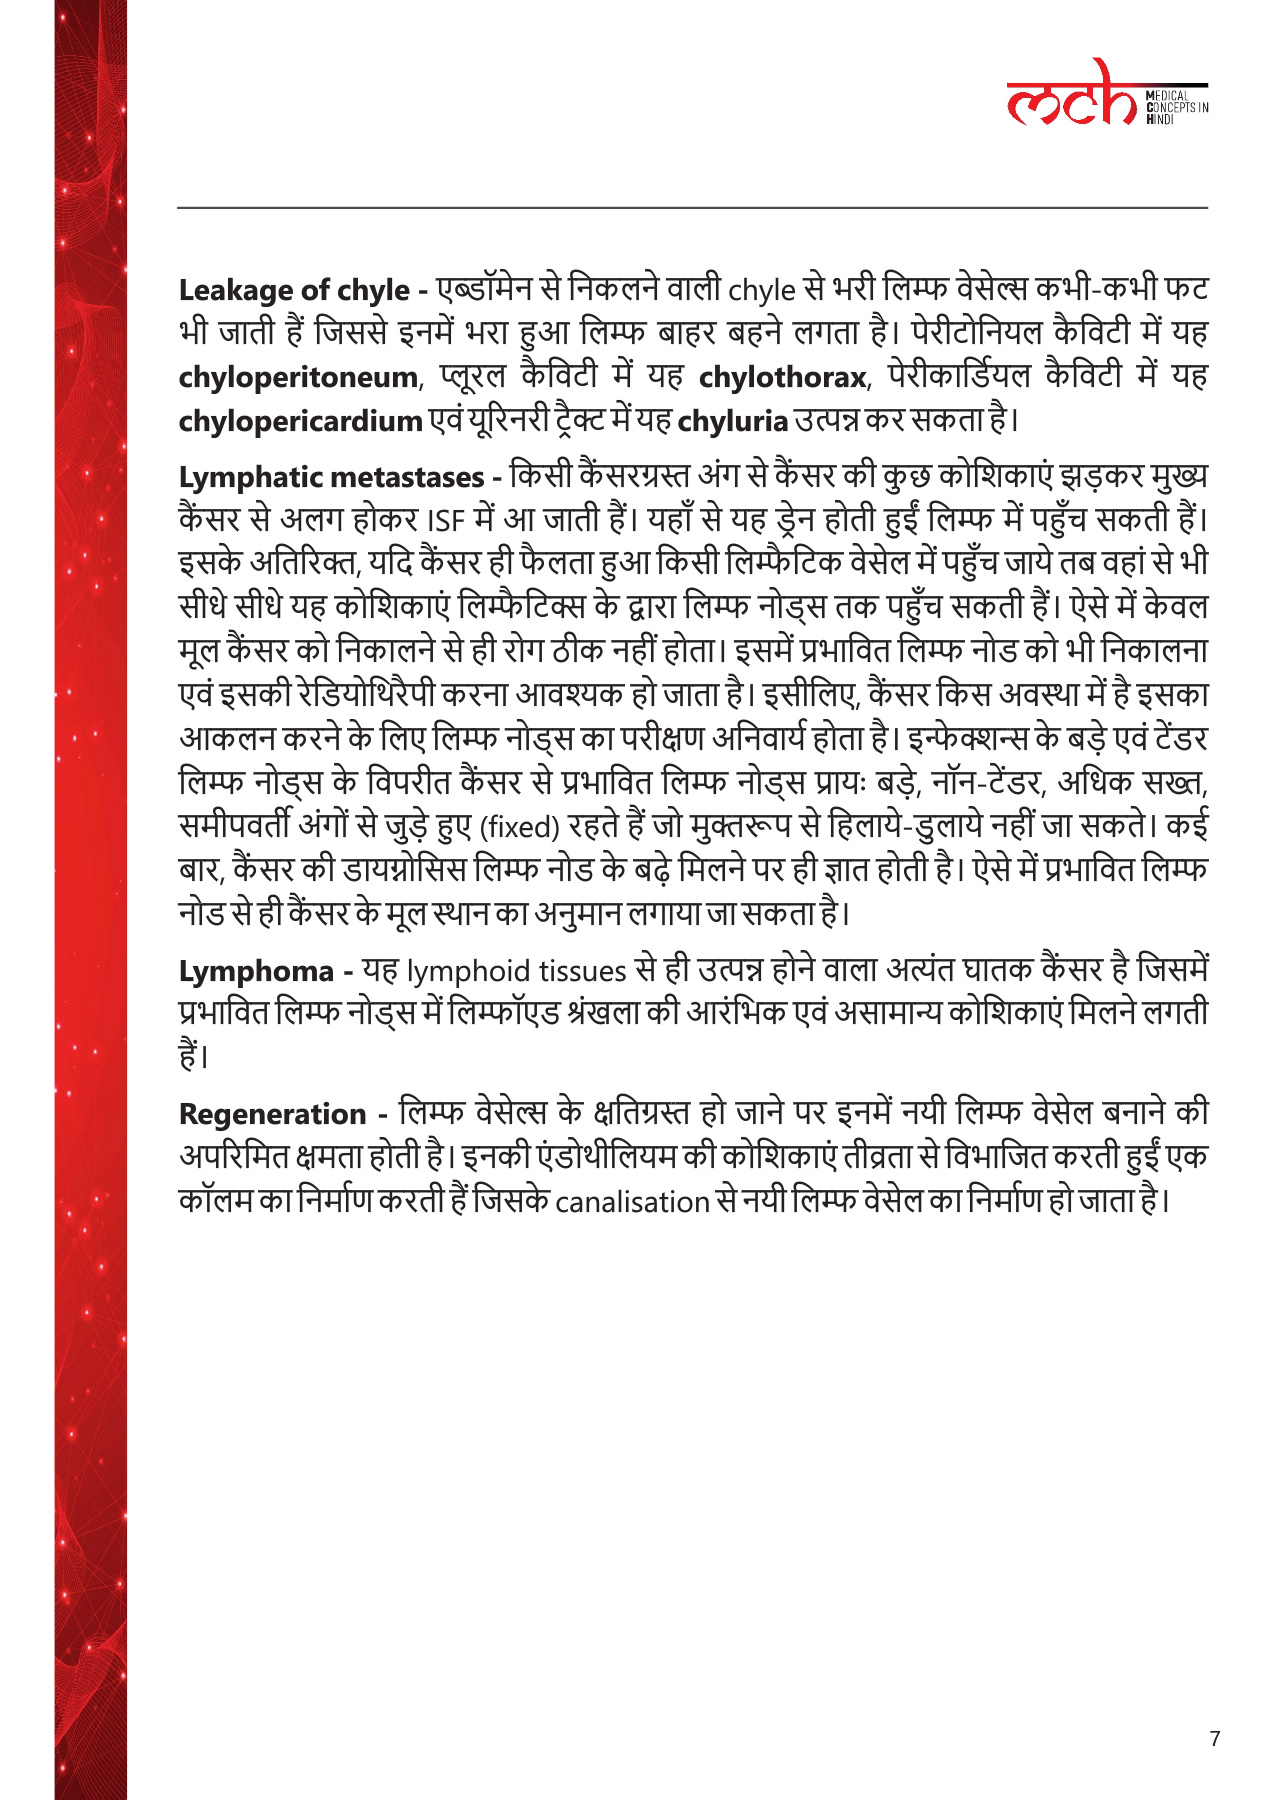 mch
MEDICAL
CONCEPTS IN
HINDI
Leakage of chyle - एब्डॉमेन से निकलने वाली chyle से भरी लिम्फ वेसेल्स कभी-कभी फट
भी जाती हैं जिससे इनमें भरा हुआ लिम्फ बाहर बहने लगता है। पेरीटोनियल कैविटी में यह
chyloperitoneum, प्लूरल कैविटी में यह chylothorax, पेरीकार्डियल कैविटी में यह
chylopericardium एवं यूरिनरी ट्रैक्ट में यह chyluria उत्पन्न कर सकता है।
Lymphatic metastases - किसी कैंसरग्रस्त अंग से कैंसर की कुछ कोशिकाएं झड़कर मुख्य
कैंसर से अलग होकर ISF में आ जाती हैं। यहाँ से यह ड्रेन होती हुईं लिम्फ में पहुँच सकती हैं।
इसके अतिरिक्त, यदि कैंसर ही फैलता हुआ किसी लिम्फैटिक वेसेल में पहुँच जाये तब वहां से भी
सीधे सीधे यह कोशिकाएं लिम्फैटिक्स के द्वारा लिम्फ नोड्स तक पहुँच सकती हैं। ऐसे में केवल
मूल कैंसर को निकालने से ही रोग ठीक नहीं होता। इसमें प्रभावित लिम्फ नोड को भी निकालना
एवं इसकी रेडियोथिरैपी करना आवश्यक हो जाता है। इसीलिए, कैंसर किस अवस्था में है इसका
आकलन करने के लिए लिम्फ नोड्स का परीक्षण अनिवार्य होता है। इन्फेक्शन्स के बड़े एवं टेंडर
लिम्फ नोड्स के विपरीत कैंसर से प्रभावित लिम्फ नोड्स प्रायः बड़े, नॉन-टेंडर, अधिक सख्त,
समीपवर्ती अंगों से जुड़े हुए (fixed) रहते हैं जो मुक्तरूप से हिलाये-डुलाये नहीं जा सकते। कई
बार, कैंसर की डायग्नोसिस लिम्फ नोड के बढ़े मिलने पर ही ज्ञात होती है। ऐसे में प्रभावित लिम्फ
नोड से ही कैंसर के मूल स्थान का अनुमान लगाया जा सकता है।
Lymphoma - यह lymphoid tissues से ही उत्पन्न होने वाला अत्यंत घातक कैंसर है जिसमें
प्रभावित लिम्फ नोड्स में लिम्फॉएड श्रंखला की आरंभिक एवं असामान्य कोशिकाएं मिलने लगती
हैं।
Regeneration - लिम्फ वेसेल्स के क्षतिग्रस्त हो जाने पर इनमें नयी लिम्फ वेसेल बनाने की
अपरिमित क्षमता होती है। इनकी एंडोथीलियम की कोशिकाएं तीव्रता से विभाजित करती हुईं एक
कॉलम का निर्माण करती हैं जिसके canalisation से नयी लिम्फ वेसेल का निर्माण हो जाता है।
7